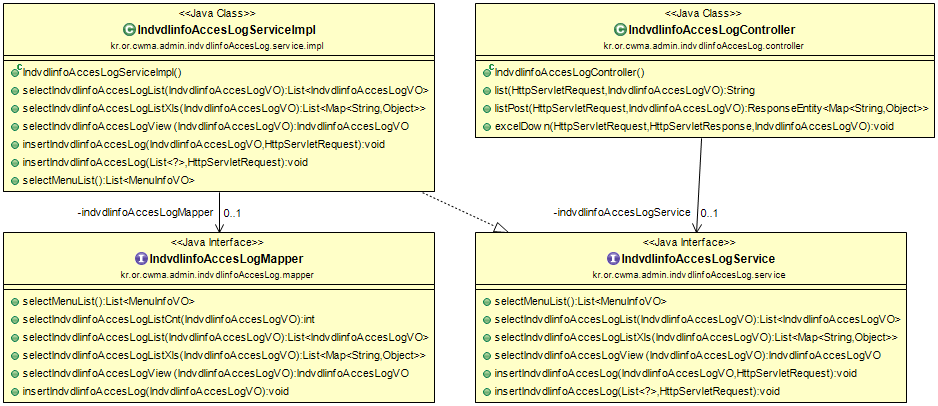 <<Java Class>>
IndvdlinfoAccesLogServiceImpl
kr.or.cwma.admin.indvdlinfoAccesLog.service.impl
IndvdlinfoAccesLogServiceImpl()
selectIndvdlinfoAccesLogList(IndvdlinfoAccesLogVO):List<IndvdlinfoAccesLogVO>
selectIndvdlinfoAccesLogListXls(IndvdlinfoAccesLogVO):List<Map<String,Object>>
selectIndvdlinfoAccesLogView(IndvdlinfoAccesLogVO):IndvdlinfoAccesLogVO
insertIndvdlinfoAccesLog(IndvdlinfoAccesLogVO,HttpServletRequest):void
insertIndvdlinfoAccesLog(List<?>,HttpServletRequest):void
selectMenuList():List<MenuInfoVO>
<<Java Class>>
IndvdlinfoAccesLogController
kr.or.cwma.admin.indvdlinfoAccesLog.controller
IndvdlinfoAccesLogController()
list(HttpServletRequest,IndvdlinfoAccesLogVO):String
listPost(HttpServletRequest,IndvdlinfoAccesLogVO):ResponseEntity<Map<String,Object>>
excelDown(HttpServletRequest,HttpServletResponse,IndvdlinfoAccesLogVO):void
-indvdlinfoAccesLogMapper 0..1
-indvdlinfoAccesLogService 0..1
<<Java Interface>>
IndvdlinfoAccesLogMapper
kr.or.cwma.admin.indvdlinfoAccesLog.mapper
selectMenuList():List<MenuInfoVO>
selectIndvdlinfoAccesLogListCnt(IndvdlinfoAccesLogVO):int
selectIndvdlinfoAccesLogList(IndvdlinfoAccesLogVO):List<IndvdlinfoAccesLogVO>
selectIndvdlinfoAccesLogListXls(IndvdlinfoAccesLogVO):List<Map<String,Object>>
selectIndvdlinfoAccesLogView(IndvdlinfoAccesLogVO):IndvdlinfoAccesLogVO
insertIndvdlinfoAccesLog(IndvdlinfoAccesLogVO):void
<<Java Interface>>
IndvdlinfoAccesLogService
kr.or.cwma.admin.indvdlinfoAccesLog.service
selectMenuList():List<MenuInfoVO>
selectIndvdlinfoAccesLogList(IndvdlinfoAccesLogVO):List<IndvdlinfoAccesLogVO>
selectIndvdlinfoAccesLogListXls(IndvdlinfoAccesLogVO):List<Map<String,Object>>
selectIndvdlinfoAccesLogView(IndvdlinfoAccesLogVO):IndvdlinfoAccesLogVO
insertIndvdlinfoAccesLog(IndvdlinfoAccesLogVO,HttpServletRequest):void
insertIndvdlinfoAccesLog(List<?>,HttpServletRequest):void